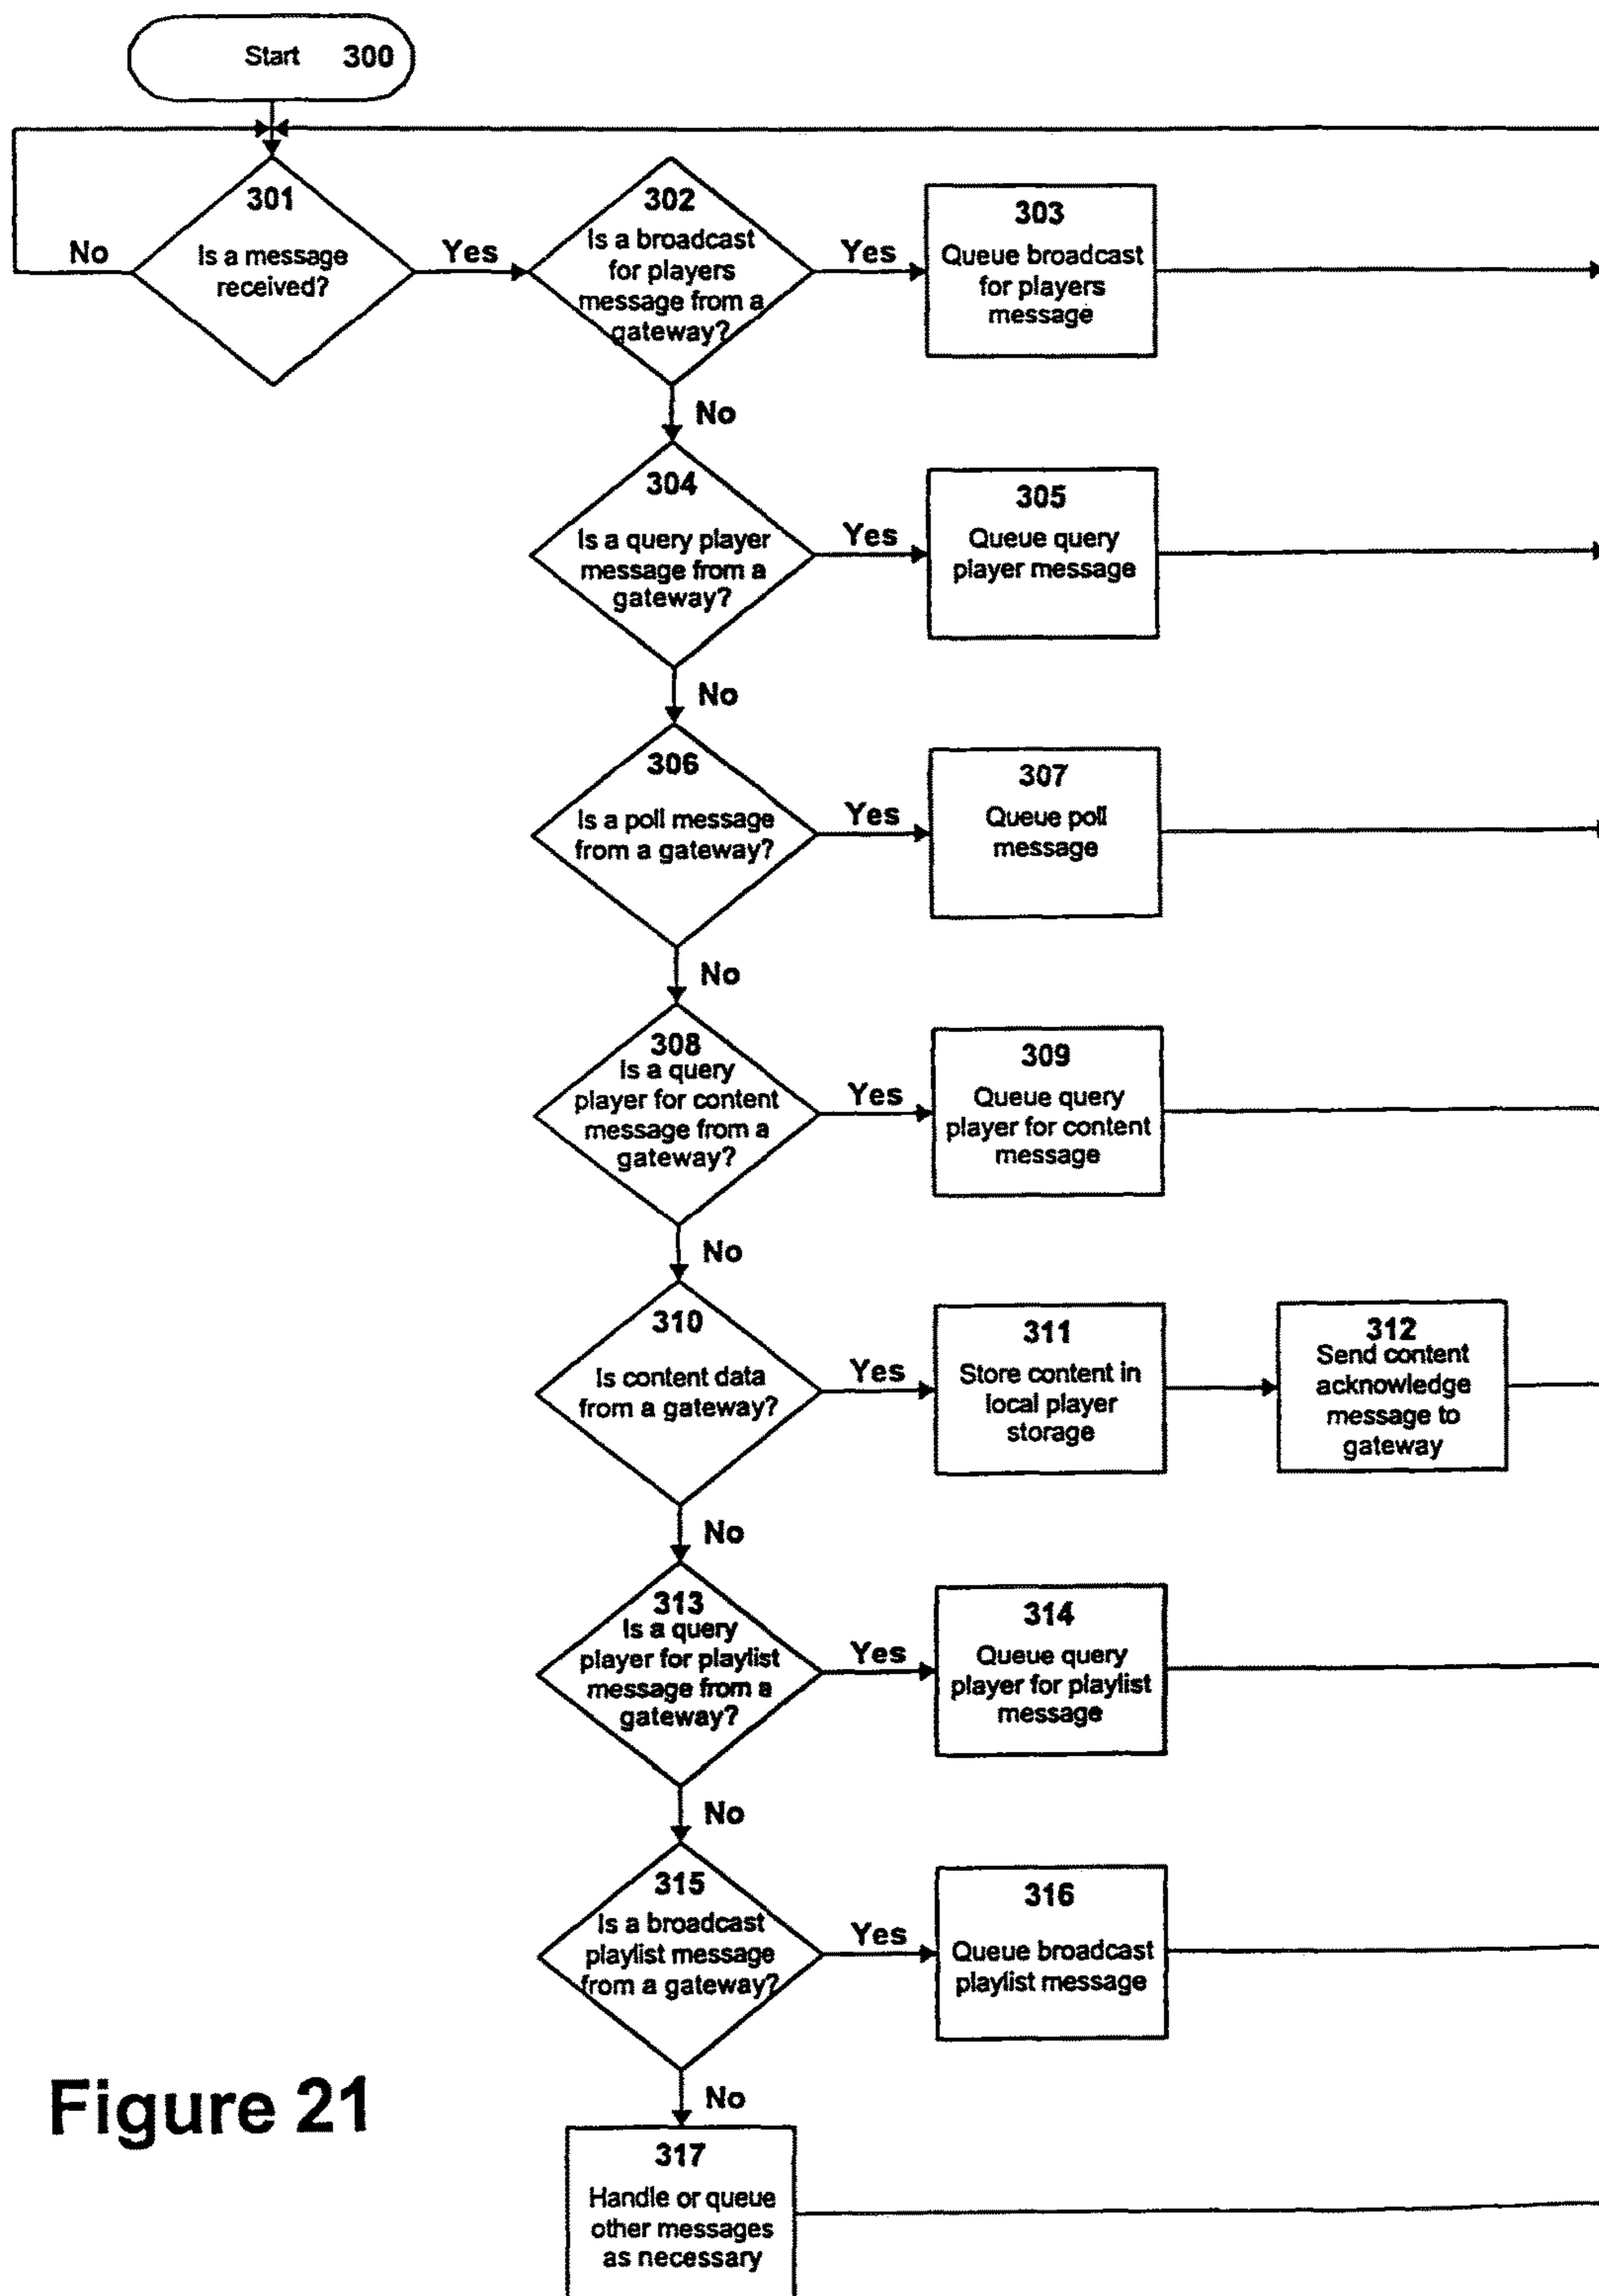 Start 300
301
Is a message
received?
No
Yes
302
Is a broadcast
for players
message from a
gateway?
Yes
303
Queue broadcast
for players
message
No
304
Is a query player
message from a
gateway?
Yes
305
Queue query
player message
No
306
Is a poll message
from a gateway?
Yes
307
Queue poll
message
No
308
Is a query
player for content
message from a
gateway?
Yes
309
Queue query
player for content
message
No
310
Is content data
from a gateway?
Yes
311
Store content in
local player
storage
312
Send content
acknowledge
message to
gateway
No
313
Is a query
player for playlist
message from a
gateway?
Yes
314
Queue query
player for playlist
message
No
315
Is a broadcast
playlist message
from a gateway?
Yes
316
Queue broadcast
playlist message
No
317
Handle or queue
other messages
as necessary
Figure 21